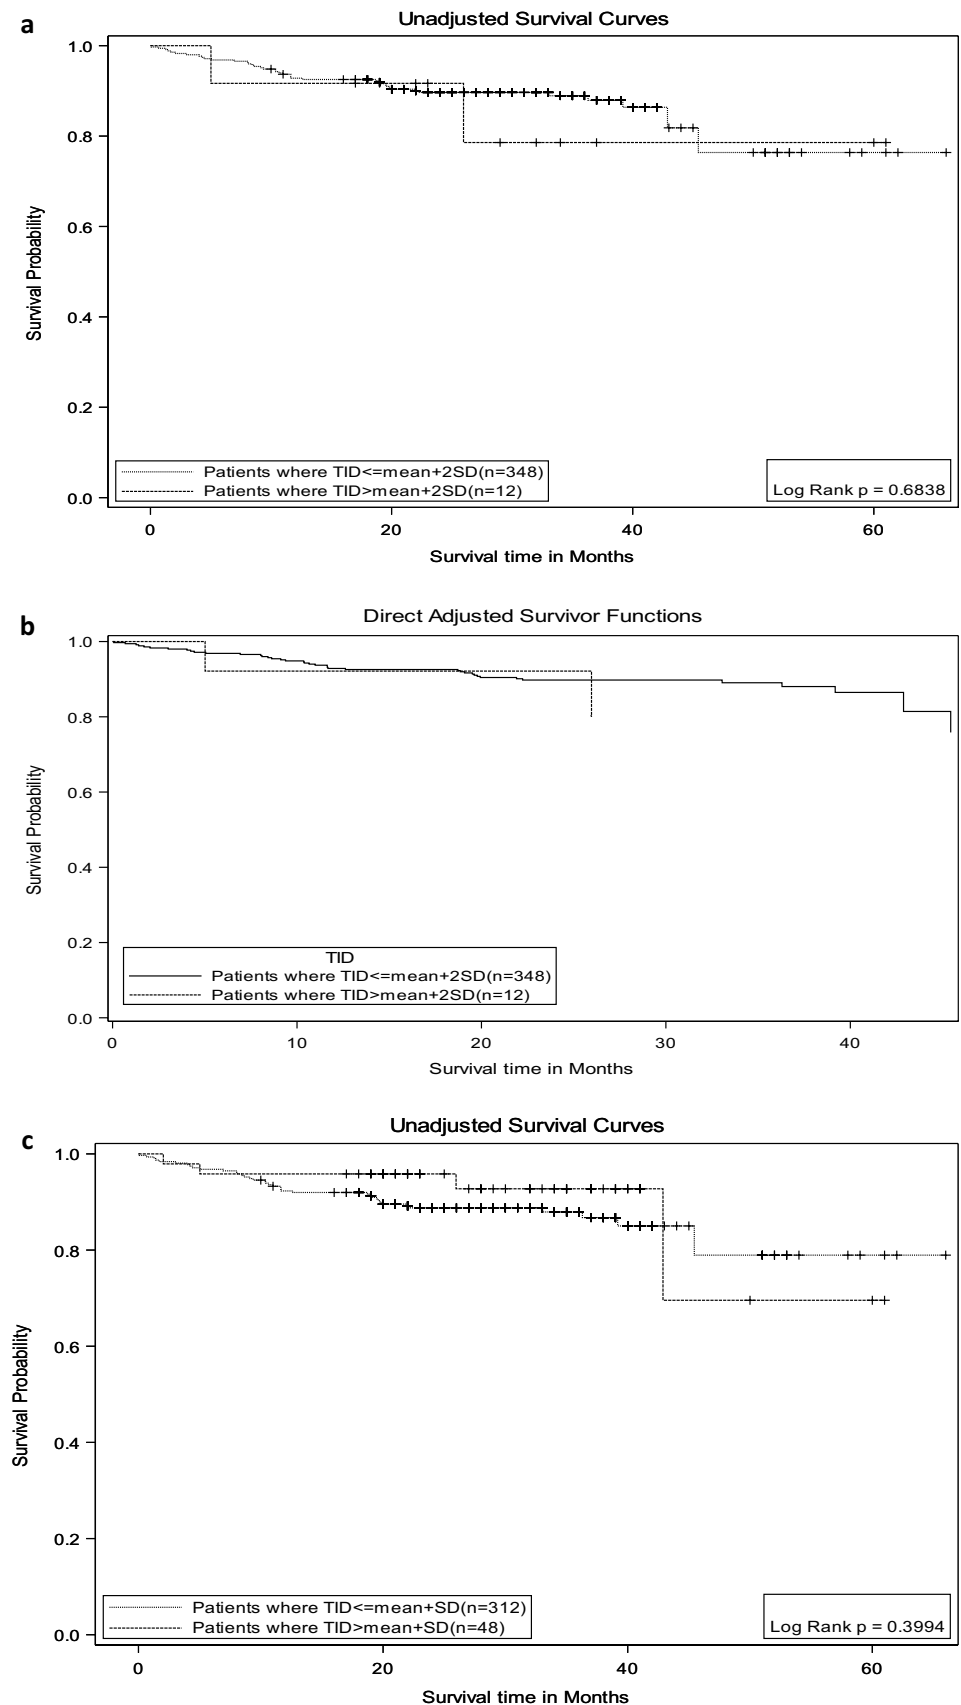 a
Unadjusted Survival Curves
1.0
0.8
0.6
0.4
0.2
0.0
Survival Probability
Patients where TID<=mean+2SD(n=348)
Patients where TID>mean+2SD(n=12)
Log Rank p = 0.6838
0 20 40 60
Survival time in Months
b
Direct Adjusted Survivor Functions
1.0
0.8
0.6
0.4
0.2
0.0
Survival Probability
TID
Patients where TID<=mean+2SD(n=348)
Patients where TID>mean+2SD(n=12)
0 10 20 30 40
Survival time in Months
c
Unadjusted Survival Curves
1.0
0.8
0.6
0.4
0.2
0.0
Survival Probability
Patients where TID<=mean+SD(n=312)
Patients where TID>mean+SD(n=48)
Log Rank p = 0.3994
0 20 40 60
Survival time in Months